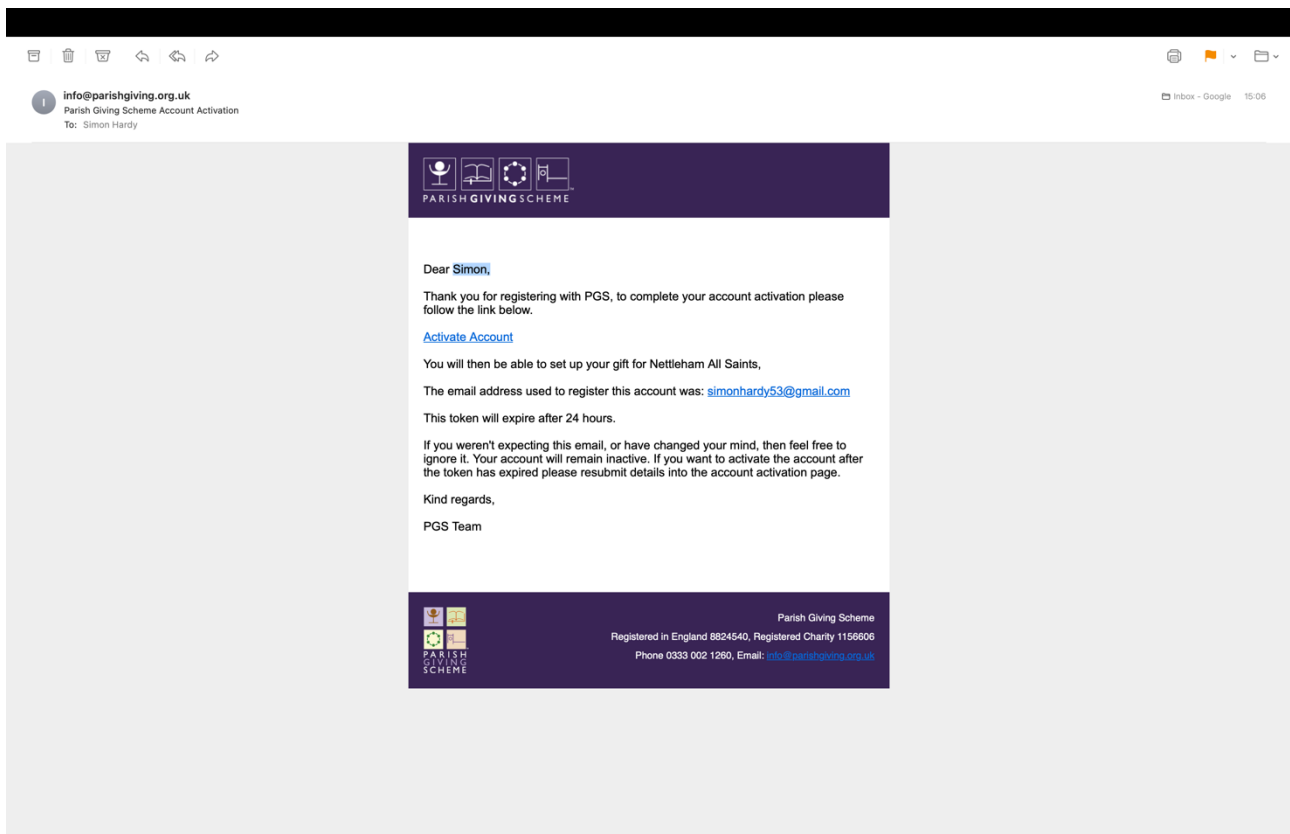 info@parishgiving.org.uk
Parish Giving Scheme Account Activation
To: Simon Hardy
Inbox - Google 15:06
PARISH GIVING SCHEME
Dear Simon,
Thank you for registering with PGS, to complete your account activation please
follow the link below.
Activate Account
You will then be able to set up your gift for Nettleham All Saints,
The email address used to register this account was: simonhardy53@gmail.com
This token will expire after 24 hours.
If you weren't expecting this email, or have changed your mind, then feel free to
ignore it. Your account will remain inactive. If you want to activate the account after
the token has expired please resubmit details into the account activation page.
Kind regards,
PGS Team
PARISH
GIVING
SCHEME
Parish Giving Scheme
Registered in England 8824540, Registered Charity 1156606
Phone 0333 002 1260, Email: info@parishgiving.org.uk